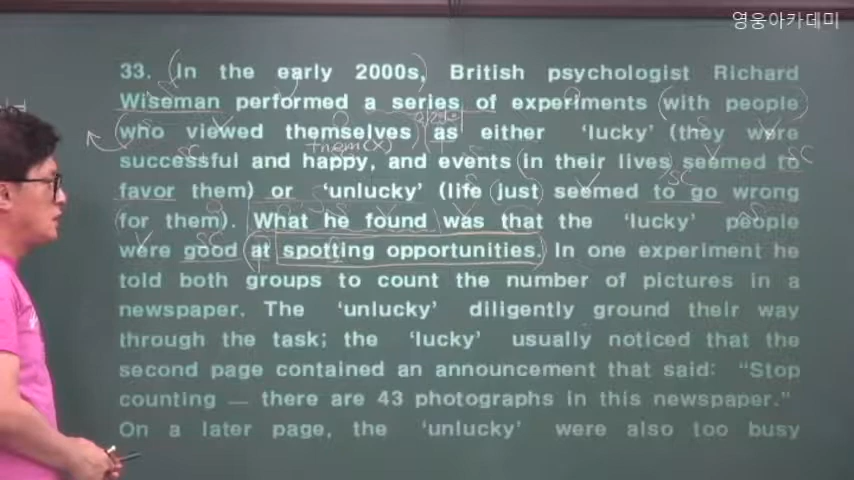 영웅아카데미
33. In the early 2000s, British psychologist Richard
Wiseman performed a series of experiments (with people
who viewed themselves) as either ‘lucky’ (they were
them(x)
successful and happy, and events in their lives seemed to
favor them) or ‘unlucky’ (life just seemed to go wrong
for them). What he found was that the ‘lucky’ people
were good at spotting opportunities. In one experiment he
told both groups to count the number of pictures in a
newspaper. The ‘unlucky’ diligently ground their way
through the task; the ‘lucky’ usually noticed that the
second page contained an announcement that said: “Stop
counting — there are 43 photographs in this newspaper.”
On a later page, the ‘unlucky’ were also too busy